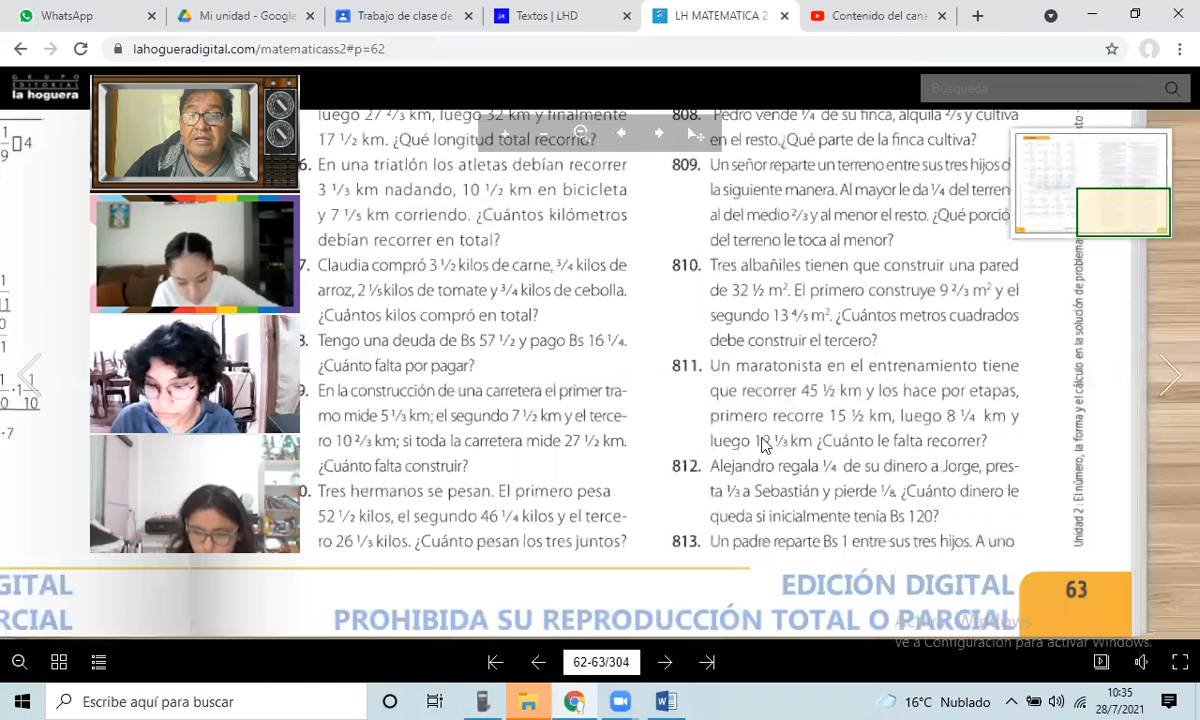 WhatsApp
Mi unidad - Google
Trabajo de clase de
Textos | LHD
LH MATEMATICA 2
Contenido del cana
lahogueradigital.com/matematicass2#p=62
GRUPO
EDITORIAL
la hoguera
Búsqueda
luego 27 ⅔ km, luego 32 km y finalmente
17 ½ km. ¿Qué longitud total recorrió?
6. En una triatlón los atletas debían recorrer
3 ⅓ km nadando, 10 ½ km en bicicleta
y 7 ⅕ km corriendo. ¿Cuántos kilómetros
debían recorrer en total?
7. Claudia compró 3 ½ kilos de carne, ¾ kilos de
arroz, 2 ⅕ kilos de tomate y ¾ kilos de cebolla.
¿Cuántos kilos compró en total?
Tengo una deuda de Bs 57 ½ y pago Bs 16 ¼.
¿Cuánto falta por pagar?
9. En la construcción de una carretera el primer tra-
mo mide 5 ⅓ km; el segundo 7 ½ km y el terce-
ro 10 ⅔ km; si toda la carretera mide 27 ½ km.
¿Cuánto falta construir?
0. Tres hermanos se pesan. El primero pesa
52 ½ kilos, el segundo 46 ¼ kilos y el terce-
ro 26 ⅓ kilos. ¿Cuánto pesan los tres juntos?
808. Pedro vende ¼ de su finca, alquila ⅖ y cultiva
en el resto. ¿Qué parte de la finca cultiva?
809. Un señor reparte un terreno entre sus tres hijos d
la siguiente manera. Al mayor le da ¼ del terren
al del medio ⅔ y al menor el resto. ¿Qué porció
del terreno le toca al menor?
810. Tres albañiles tienen que construir una pared
de 32 ½ m². El primero construye 9 ⅔ m² y el
segundo 13 ⅘ m². ¿Cuántos metros cuadrados
debe construir el tercero?
811. Un maratonista en el entrenamiento tiene
que recorrer 45 ½ km y los hace por etapas,
primero recorre 15 ½ km, luego 8 ¼ km y
luego ⅓ km ¿Cuánto le falta recorrer?
812. Alejandro regala ¼ de su dinero a Jorge, pres-
ta ⅓ a Sebastián y pierde ⅛. ¿Cuánto dinero le
queda si inicialmente tenía Bs 120?
813. Un padre reparte Bs 1 entre sus tres hijos. A uno
Unidad 2 : El número, la forma y el cálculo en la solución de problema
GITAL
RCIAL
EDICIÓN DIGITAL
PROHIBIDA SU REPRODUCCIÓN TOTAL O PARCIAL
63
Ve a Configuración para activar Windows.
62-63/304
Escribe aquí para buscar
16°C Nublado
10:35
28/7/2021